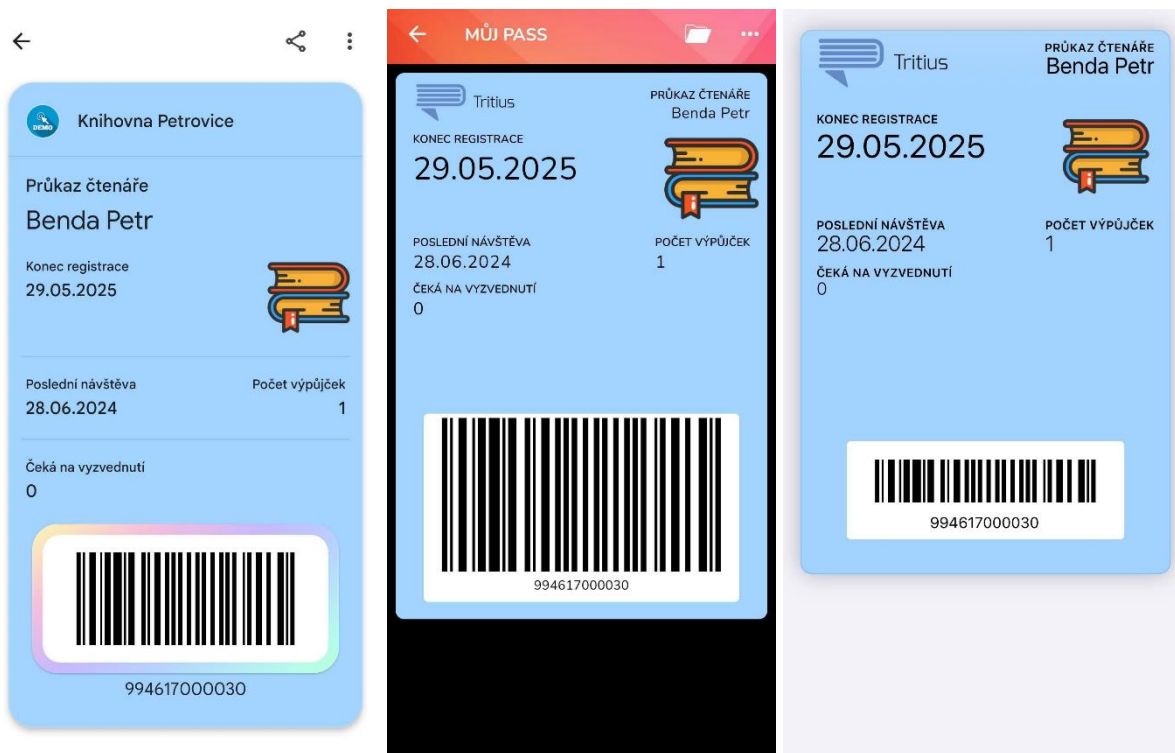 DEMO
Knihovna Petrovice
Průkaz čtenáře
Benda Petr
Konec registrace
29.05.2025
i
Poslední návštěva Počet výpůjček
28.06.2024 1
Čeká na vyzvednutí
0
994617000030
MŮJ PASS
Tritius
PRŮKAZ ČTENÁŘE
Benda Petr
KONEC REGISTRACE
29.05.2025
i
POSLEDNÍ NÁVŠTĚVA POČET VÝPŮJČEK
28.06.2024 1
ČEKÁ NA VYZVEDNUTÍ
0
994617000030
Tritius
PRŮKAZ ČTENÁŘE
Benda Petr
KONEC REGISTRACE
29.05.2025
i
POSLEDNÍ NÁVŠTĚVA POČET VÝPŮJČEK
28.06.2024 1
ČEKÁ NA VYZVEDNUTÍ
0
994617000030